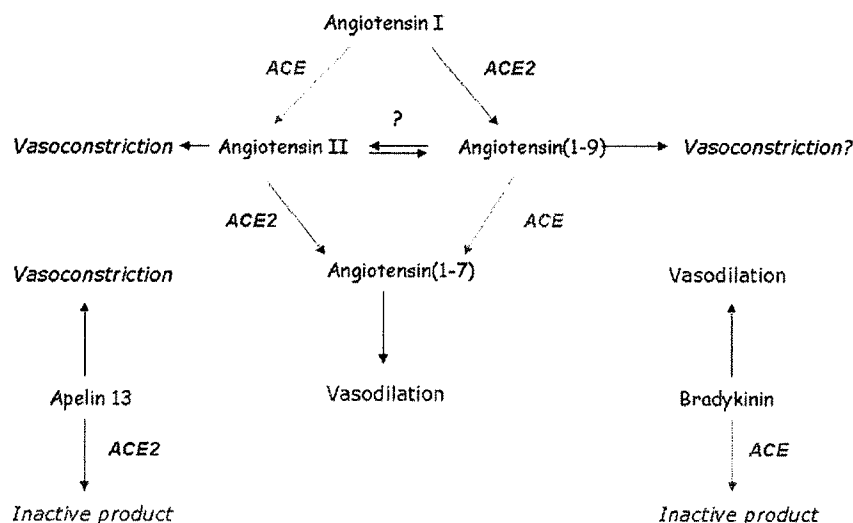 Angiotensin I
ACE ACE2
?
Vasoconstriction Angiotensin II Angiotensin(1-9) Vasoconstriction?
ACE2 ACE
Vasoconstriction Angiotensin(1-7) Vasodilation
Apelin 13 Vasodilation Bradykinin
ACE2 ACE
Inactive product Inactive product